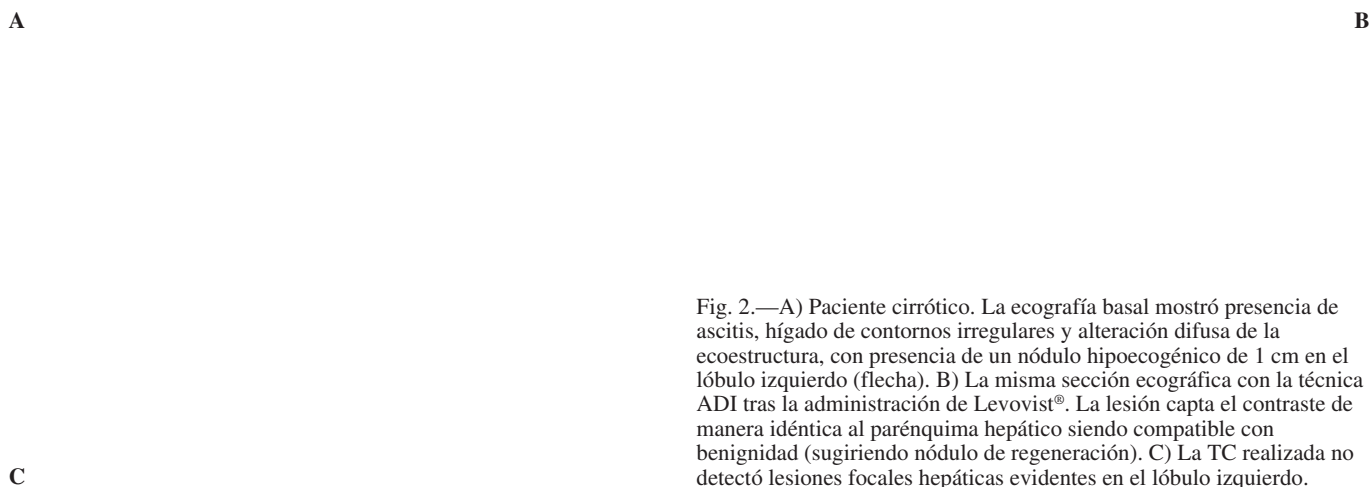 A
B
Fig. 2.—A) Paciente cirrótico. La ecografía basal mostró presencia de
ascitis, hígado de contornos irregulares y alteración difusa de la
ecoestructura, con presencia de un nódulo hipoecogénico de 1 cm en el
lóbulo izquierdo (flecha). B) La misma sección ecográfica con la técnica
ADI tras la administración de Levovist®. La lesión capta el contraste de
manera idéntica al parénquima hepático siendo compatible con
benignidad (sugiriendo nódulo de regeneración). C) La TC realizada no
detectó lesiones focales hepáticas evidentes en el lóbulo izquierdo.
C